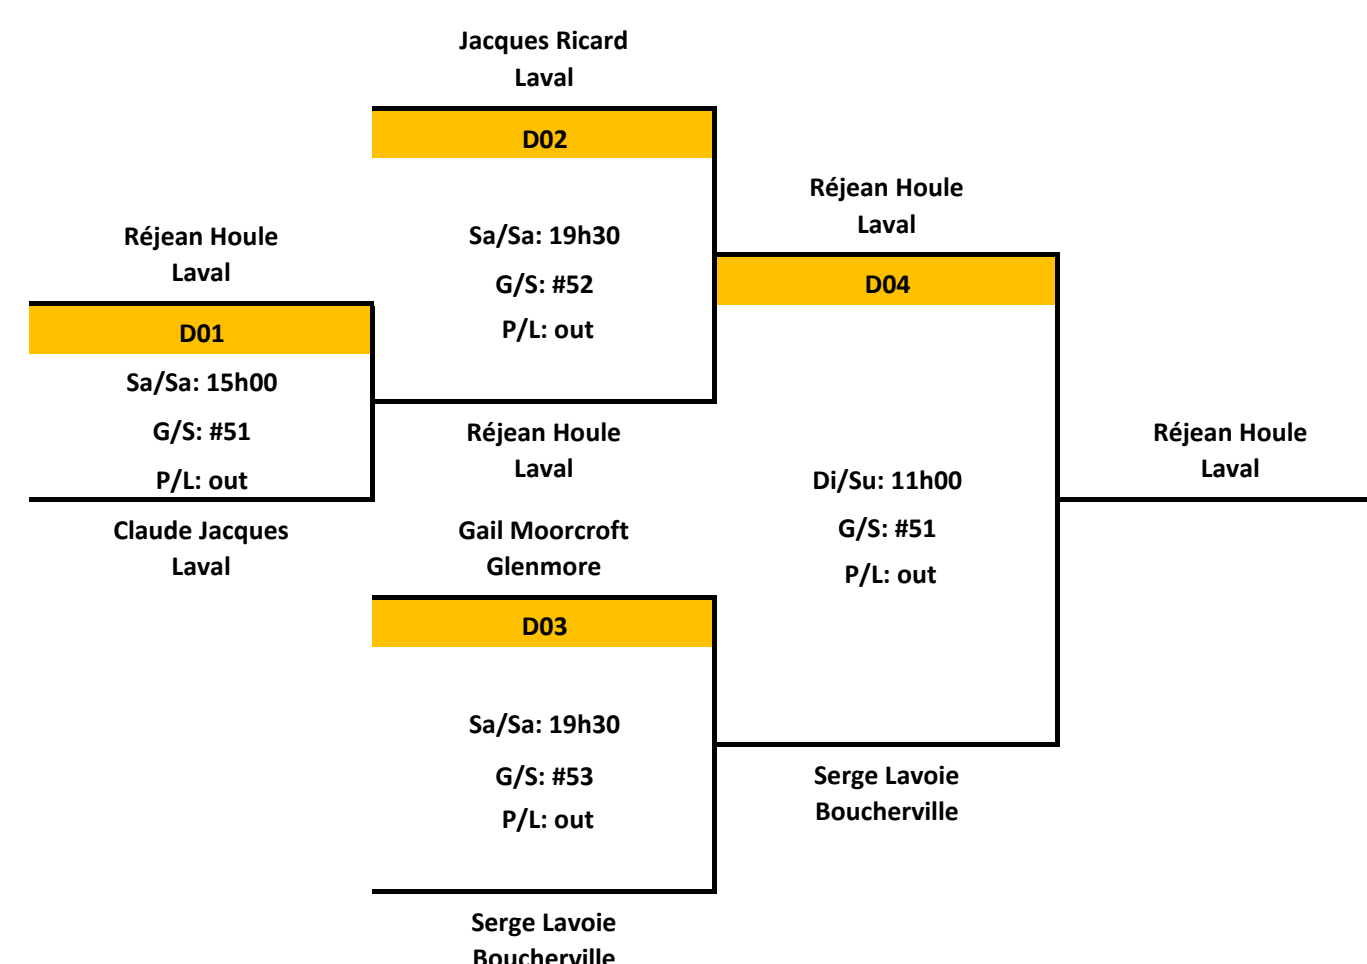 Jacques Ricard
Laval
D02
Sa/Sa: 19h30
G/S: #52
P/L: out
Réjean Houle
Laval
D01
Sa/Sa: 15h00
G/S: #51
P/L: out
Claude Jacques
Laval
Réjean Houle
Laval
Gail Moorcroft
Glenmore
D03
Sa/Sa: 19h30
G/S: #53
P/L: out
Serge Lavoie
Boucherville
Réjean Houle
Laval
D04
Di/Su: 11h00
G/S: #51
P/L: out
Serge Lavoie
Boucherville
Réjean Houle
Laval